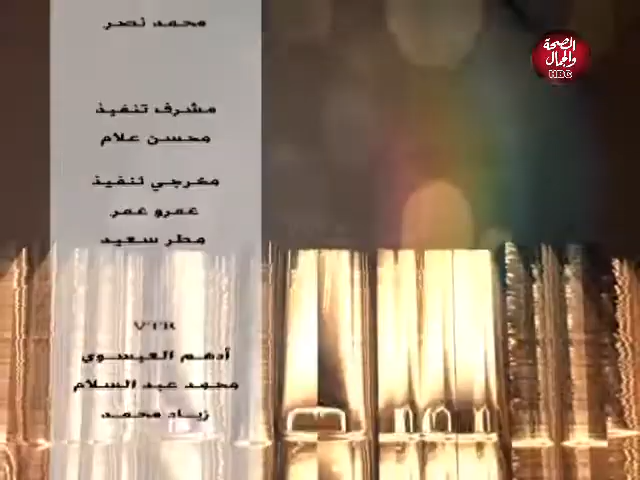 محمد نصر
الصحة
والجمال
HBC
مشرف تنفيذ
محسن علام
مخرجي تنفيذ
عمرو عمر
مطر سعيد
VTR
أدهم العيسوي
محمد عبد السلام
زياد محمد